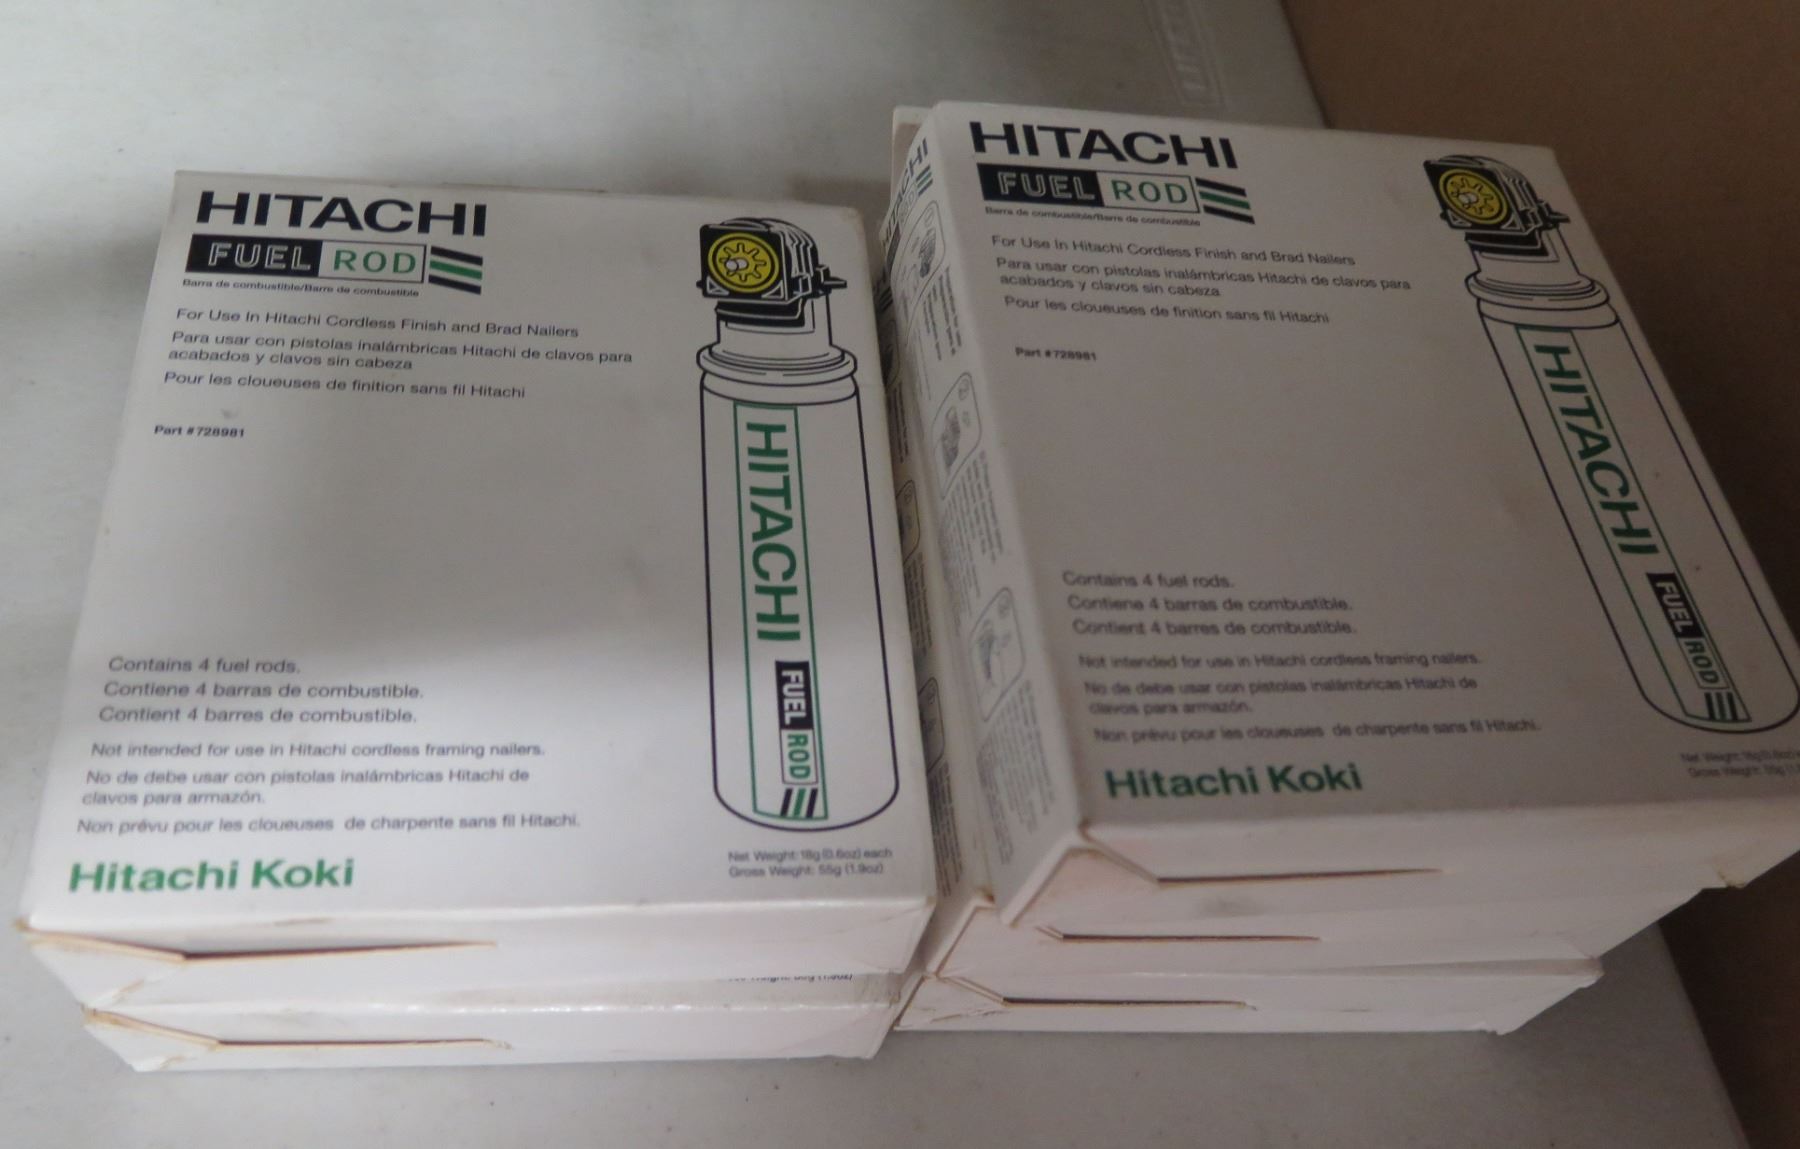 HITACHI
FUEL ROD
Barra de combustible/Barre de combustible
For Use In Hitachi Cordless Finish and Brad Nailers
Para usar con pistolas inalámbricas Hitachi de clavos para
acabados y clavos sin cabeza
Pour les cloueuses de finition sans fil Hitachi
Part #728981
HITACHI FUEL ROD
Contains 4 fuel rods.
Contiene 4 barras de combustible.
Contient 4 barres de combustible.
Not intended for use in Hitachi cordless framing nailers.
No de debe usar con pistolas inalámbricas Hitachi de
clavos para armazón.
Non prévu pour les cloueuses de charpente sans fil Hitachi.
Hitachi Koki
Net Weight: 18g (0.6oz) each
Gross Weight: 55g (1.9oz)
HITACHI
FUEL ROD
Barra de combustible/Barre de combustible
For Use In Hitachi Cordless Finish and Brad Nailers
Para usar con pistolas inalámbricas Hitachi de clavos para
acabados y clavos sin cabeza
Pour les cloueuses de finition sans fil Hitachi
Part #728981
HITACHI FUEL ROD
Contains 4 fuel rods.
Contiene 4 barras de combustible.
Contient 4 barres de combustible.
Not intended for use in Hitachi cordless framing nailers.
No de debe usar con pistolas inalámbricas Hitachi de
clavos para armazón.
Non prévu pour les cloueuses de charpente sans fil Hitachi.
Hitachi Koki
Net Weight:
Gross Weight:
HITACHI